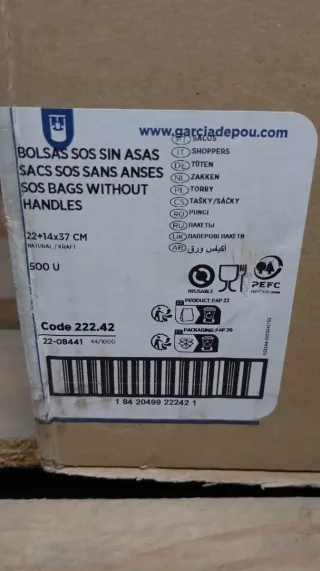 www.garciadepou.com
BOLSAS SOS SIN ASAS
SACS SOS SANS ANSES
SOS BAGS WITHOUT
HANDLES
22+14x37 CM
NATURAL / KRAFT
500 U
PT SACOS
IT SHOPPERS
DE TÜTEN
NL ZAKKEN
PL TORBY
CS TAŠKY/SÁČKY
RO PUNGI
RU ПАКЕТЫ
UK ПАПЕРОВІ ПАКЕТИ
AR أكياس ورق
REUSABLE
PEFC
PRODUCT: PAP 22
PACKAGING: PAP 20
Code 222.42
22-08441 44/1000
1 84 20499 22242 1